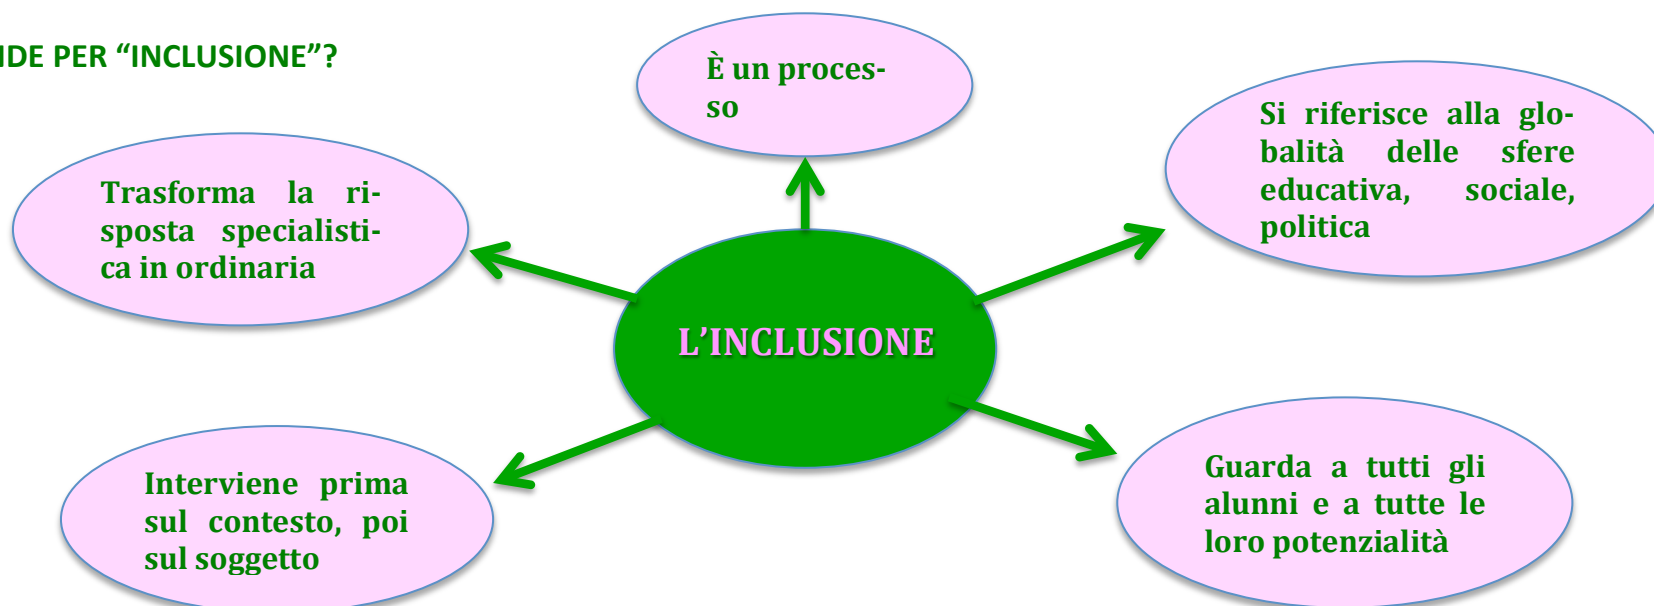 IDE PER “INCLUSIONE”?
È un proces-
so
Si riferisce alla glo-
balità delle sfere
educativa, sociale,
politica
Trasforma la ri-
sposta specialisti-
ca in ordinaria
L’INCLUSIONE
Interviene prima
sul contesto, poi
sul soggetto
Guarda a tutti gli
alunni e a tutte le
loro potenzialità